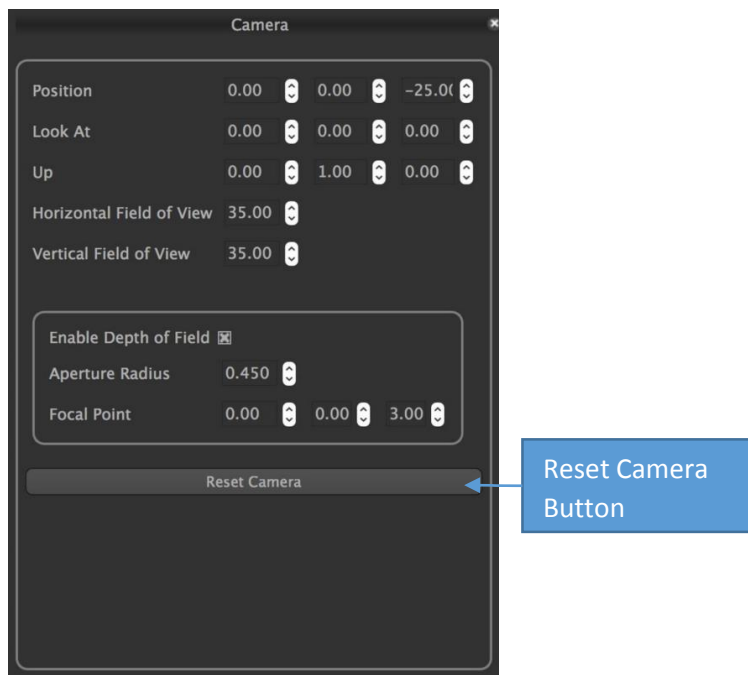 Camera
Position 0.00 0.00 -25.0(
Look At 0.00 0.00 0.00
Up 0.00 1.00 0.00
Horizontal Field of View 35.00
Vertical Field of View 35.00
Enable Depth of Field
Aperture Radius 0.450
Focal Point 0.00 0.00 3.00
Reset Camera
Reset Camera
Button